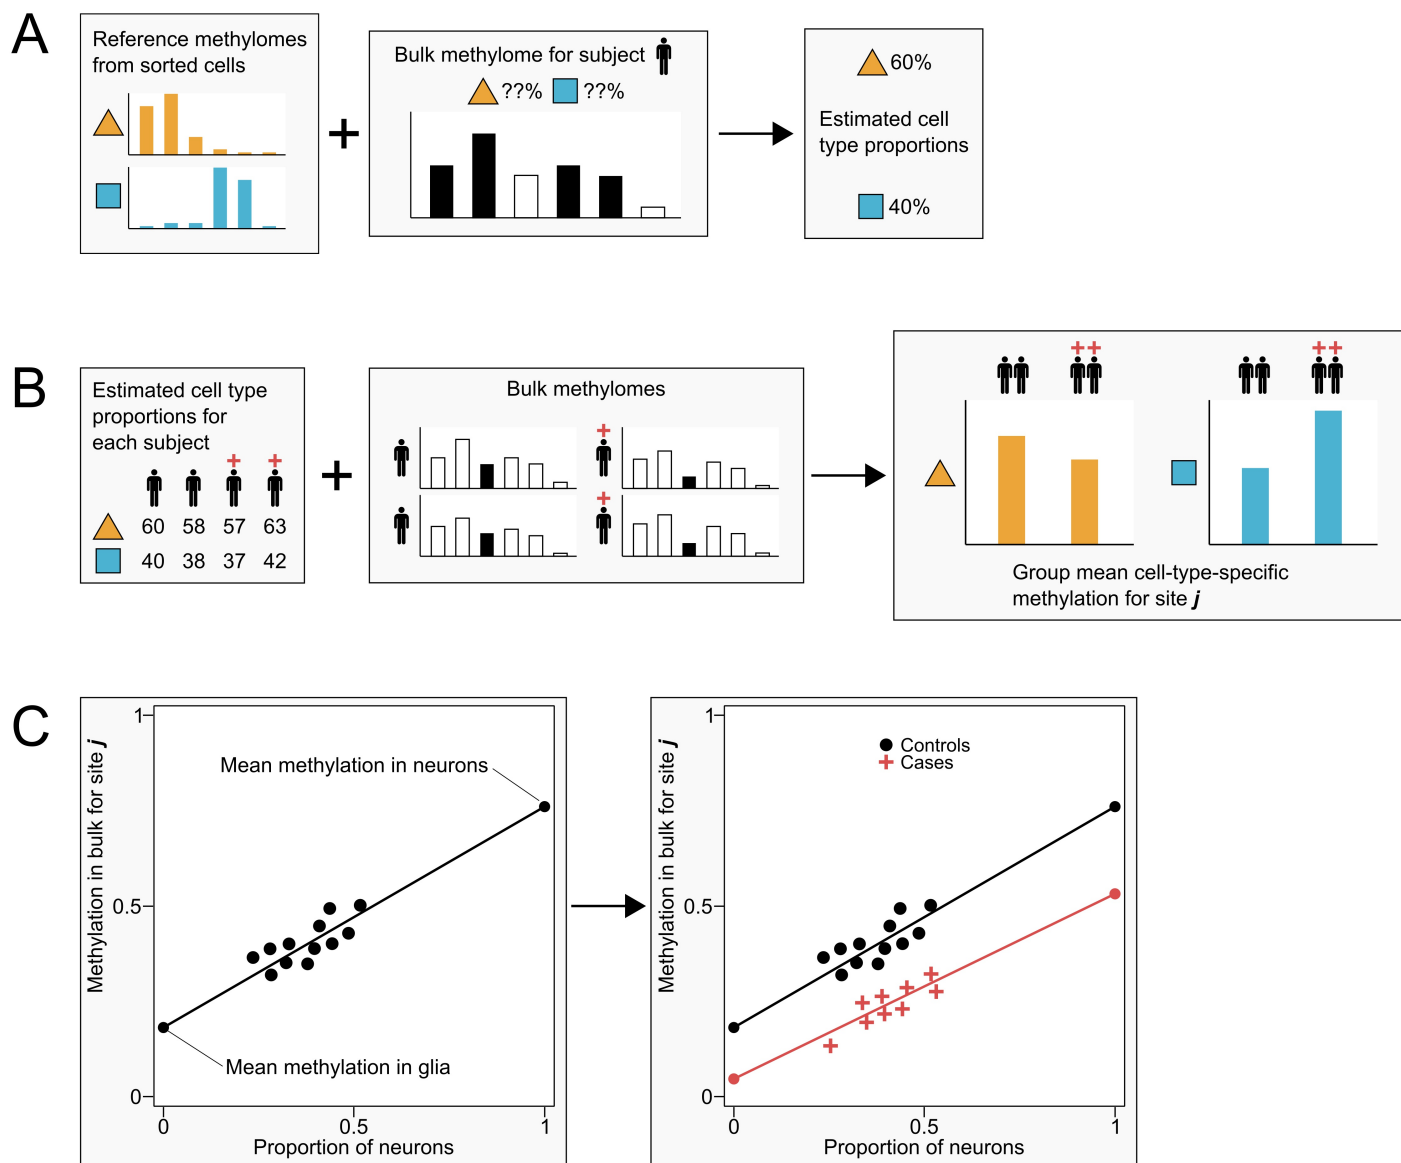 A
Reference methylomes
from sorted cells
+
Bulk methylome for subject
??% ??%
60%
Estimated cell
type proportions
40%
B
Estimated cell type
proportions for
each subject
+ +
60 58 57 63
40 38 37 42
+
Bulk methylomes
+
+
++ ++
Group mean cell-type-specific
methylation for site j
C
Methylation in bulk for site j
1
0.5
0
Mean methylation in neurons
Mean methylation in glia
0 0.5 1
Proportion of neurons
Methylation in bulk for site j
1
0.5
0
Controls
Cases
0 0.5 1
Proportion of neurons